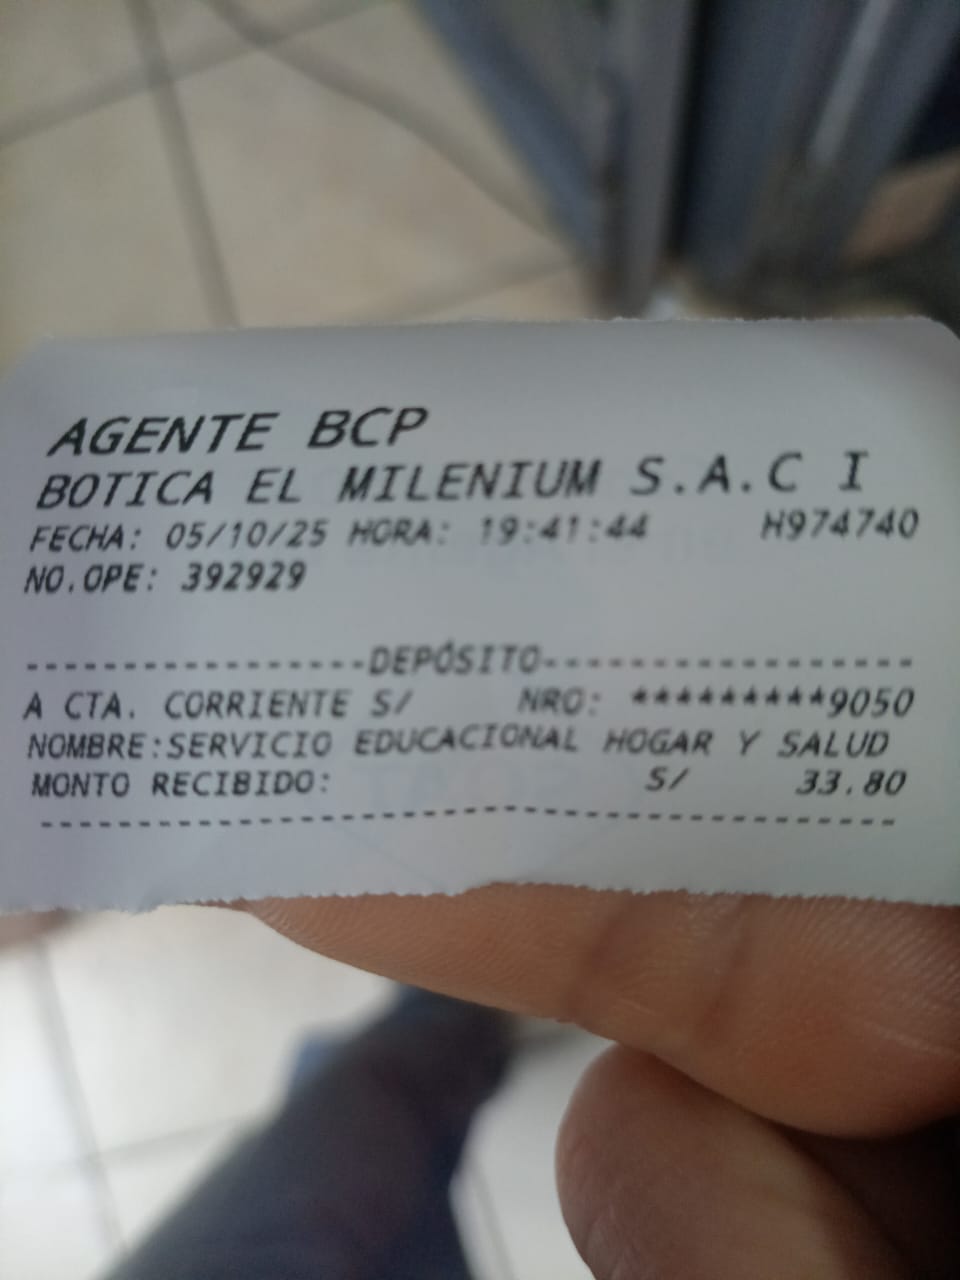 AGENTE BCP
BOTICA EL MILENIUM S.A.C I
FECHA: 05/10/25 HORA: 19:41:44 H974740
NO.OPE: 392929
-----------------DEPÓSITO------------------
A CTA. CORRIENTE S/ NRO: *********9050
NOMBRE:SERVICIO EDUCACIONAL HOGAR Y SALUD
MONTO RECIBIDO: S/ 33.80